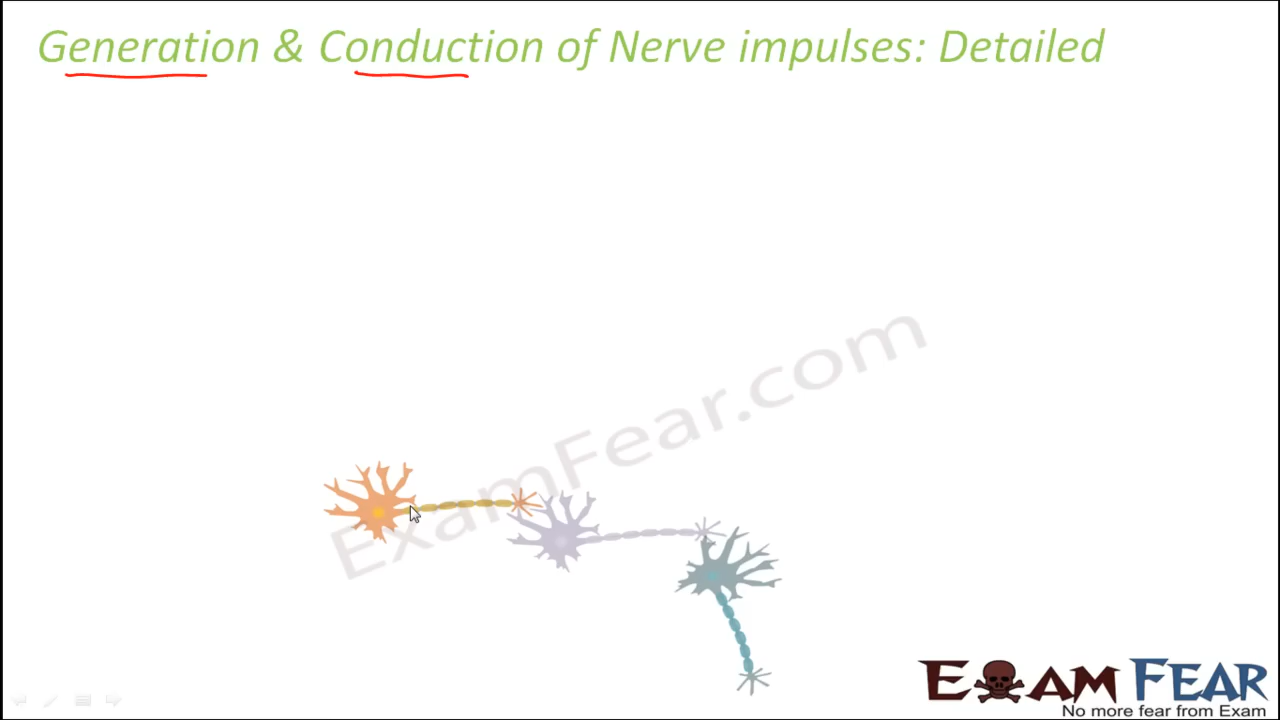 Generation & Conduction of Nerve impulses: Detailed
ExamFear.com
EXAM FEAR
No more fear from Exam